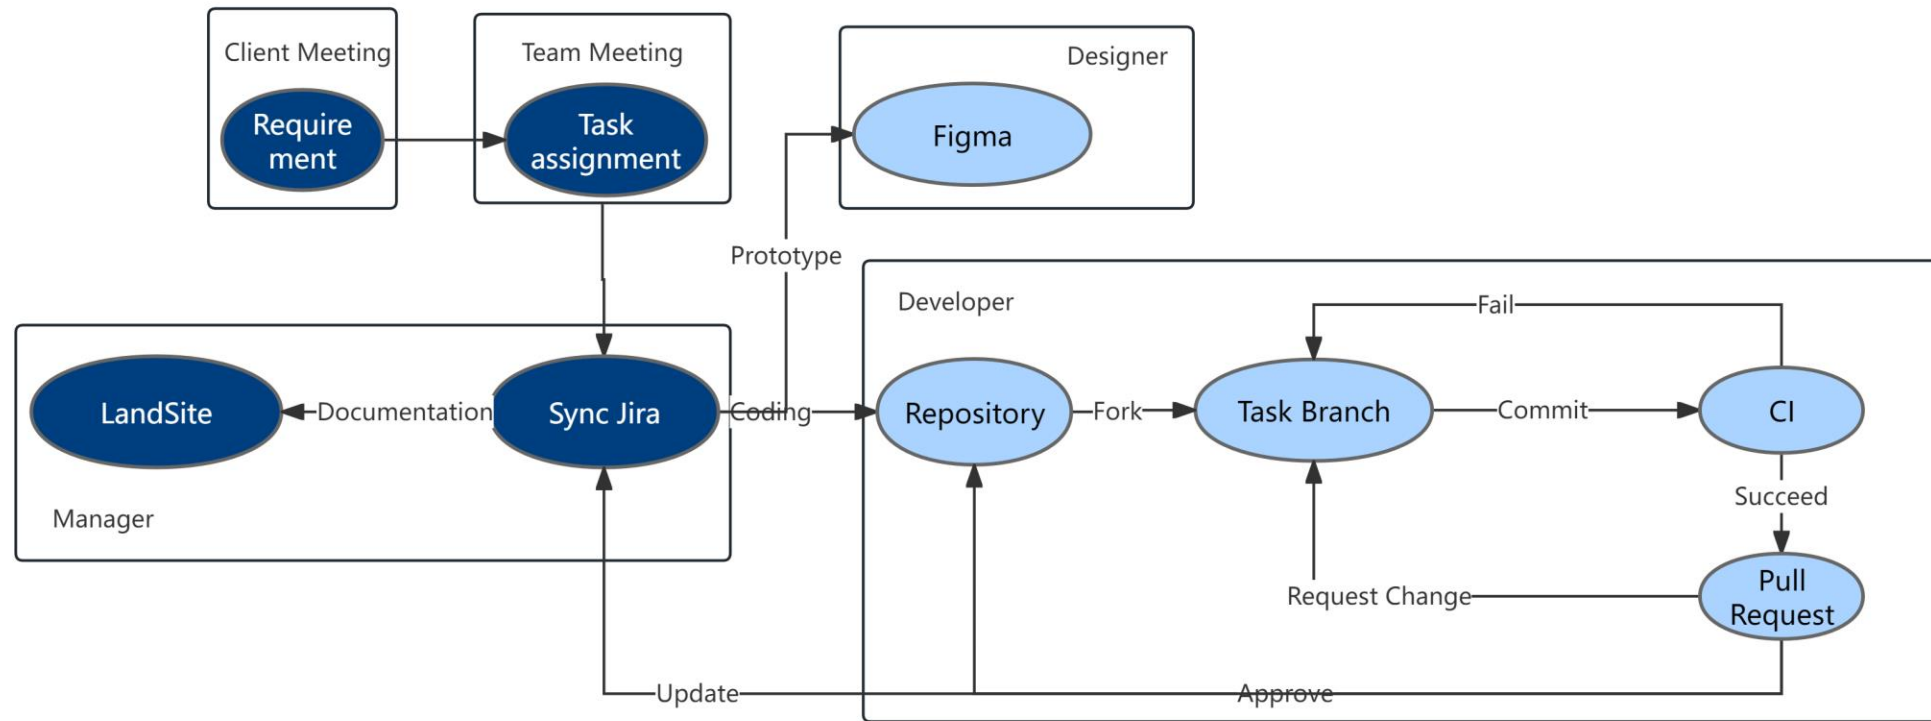 Client Meeting
Team Meeting
Designer
Require
ment
Task
assignment
Figma
Prototype
Developer
Fail
LandSite
Documentation
Sync Jira
Coding
Repository
Fork
Task Branch
Commit
CI
Succeed
Manager
Pull
Request
Request Change
Update
Approve